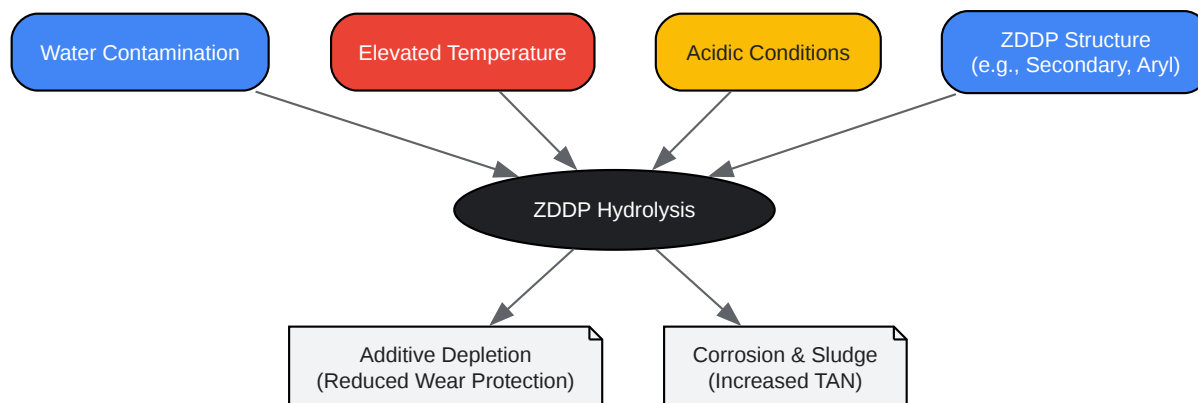 Water Contamination
Elevated Temperature
Acidic Conditions
ZDDP Structure
(e.g., Secondary, Aryl)
ZDDP Hydrolysis
Additive Depletion
(Reduced Wear Protection)
Corrosion & Sludge
(Increased TAN)